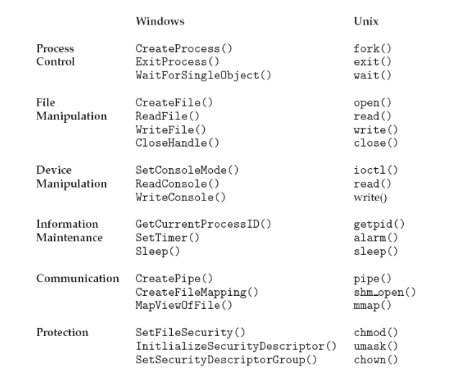 Windows Unix
Process CreateProcess() fork()
Control ExitProcess() exit()
WaitForSingleObject() wait()
File CreateFile() open()
Manipulation ReadFile() read()
WriteFile() write()
CloseHandle() close()
Device SetConsoleMode() ioctl()
Manipulation ReadConsole() read()
WriteConsole() write()
Information GetCurrentProcessID() getpid()
Maintenance SetTimer() alarm()
Sleep() sleep()
Communication CreatePipe() pipe()
CreateFileMapping() shm_open()
MapViewOfFile() mmap()
Protection SetFileSecurity() chmod()
InitlializeSecurityDescriptor() umask()
SetSecurityDescriptorGroup() chown()